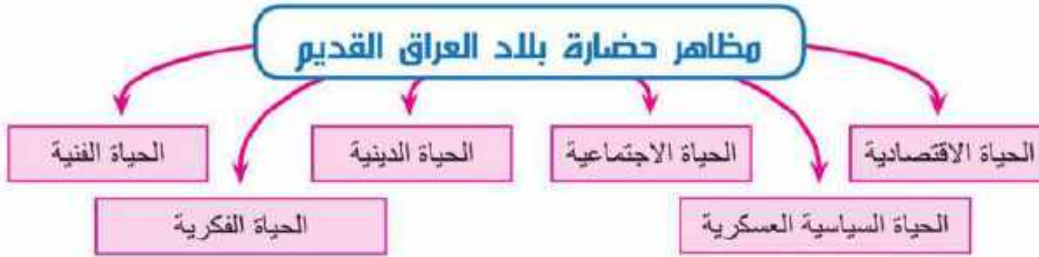 مظاهر حضارة بلاد العراق القديم
الحياة الاقتصادية
الحياة السياسية العسكرية
الحياة الاجتماعية
الحياة الدينية
الحياة الفكرية
الحياة الفنية